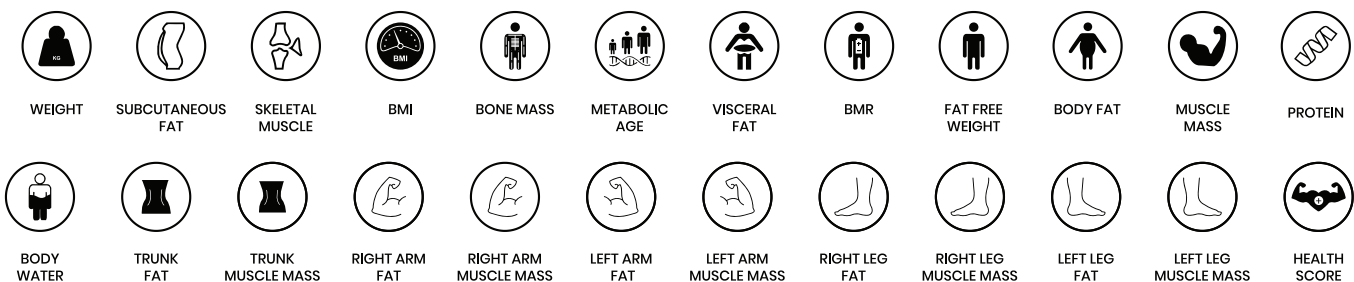 KG
BMI
WEIGHT
SUBCUTANEOUS
FAT
SKELETAL
MUSCLE
BMI
BONE MASS
METABOLIC
AGE
VISCERAL
FAT
BMR
FAT FREE
WEIGHT
BODY FAT
MUSCLE
MASS
PROTEIN
BODY
WATER
TRUNK
FAT
TRUNK
MUSCLE MASS
RIGHT ARM
FAT
RIGHT ARM
MUSCLE MASS
LEFT ARM
FAT
LEFT ARM
MUSCLE MASS
RIGHT LEG
FAT
RIGHT LEG
MUSCLE MASS
LEFT LEG
FAT
LEFT LEG
MUSCLE MASS
HEALTH
SCORE